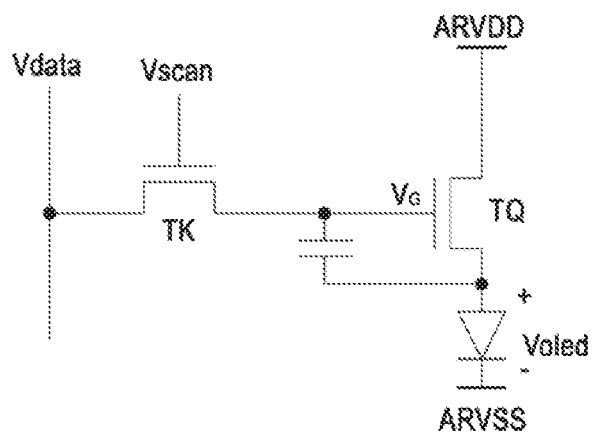 ARVDD
Vdata
Vscan
VG
TQ
TK
+
Voled
-
ARVSS